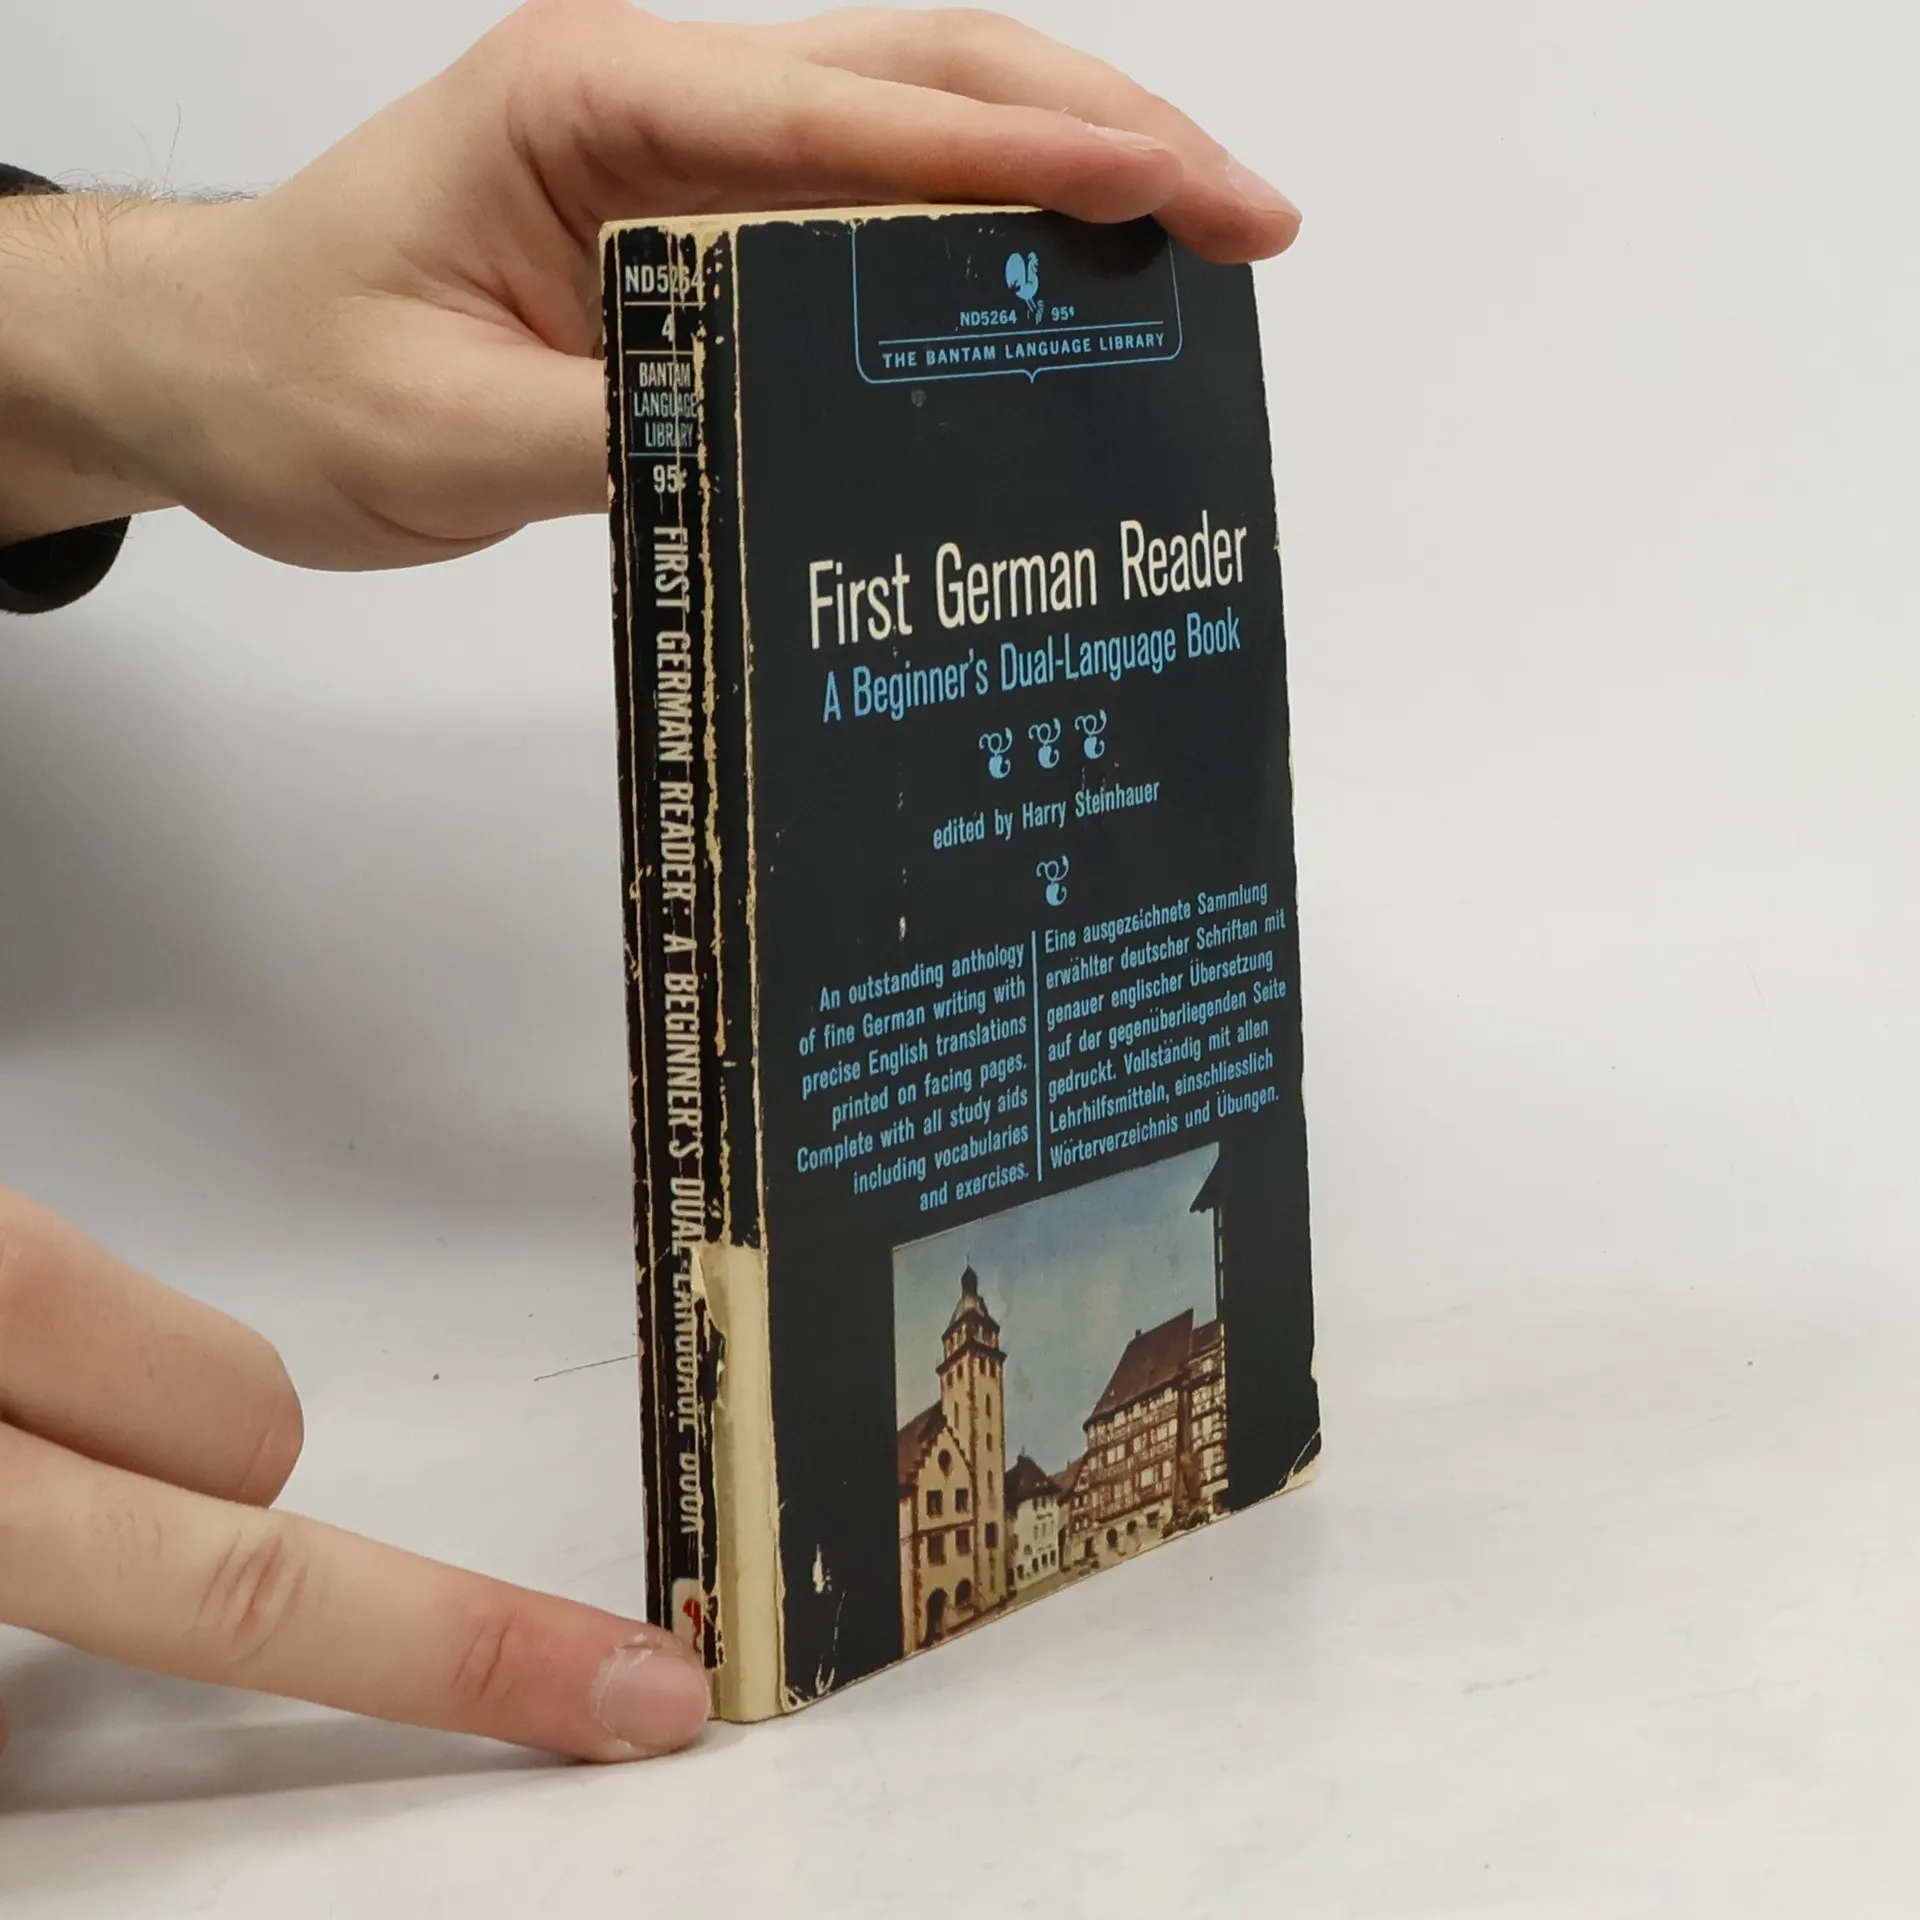 ND5264
4
BANTAM
LANGUAGE
LIBRARY
95¢
FIRST GERMAN READER: A BEGINNER'S DUAL-LANGUAGE BOOK
ND5264 95¢
THE BANTAM LANGUAGE LIBRARY
First German Reader
A Beginner's Dual-Language Book
edited by Harry Steinhauer
An outstanding anthology
of fine German writing with
precise English translations
printed on facing pages.
Complete with all study aids
including vocabularies
and exercises.
Eine ausgezeichnete Sammlung
erwählter deutscher Schriften mit
genauer englischer Übersetzung
auf der gegenüberliegenden Seite
gedruckt. Vollständig mit allen
Lehrhilfsmitteln, einschliesslich
Wörterverzeichnis und Übungen.